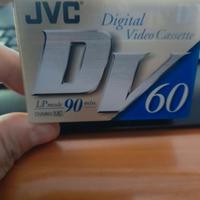 JVC
Digital
Video Cassette
DV 60
LP mode 90 min.